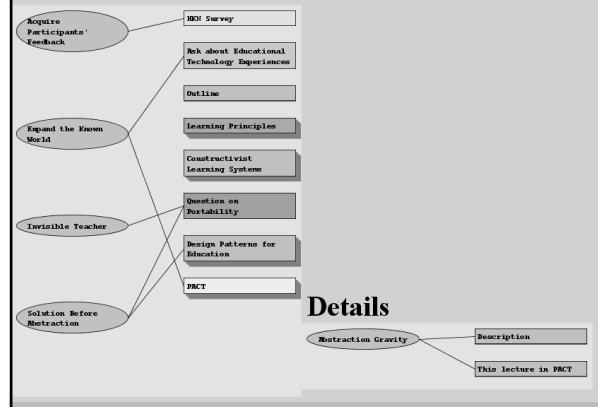 Acquire
Participants'
Feedback
HKN Survey
Ask about Educational
Technology Experiences
Outline
Expand the Known
World
Learning Principles
Constructivist
Learning Systems
Question on
Portability
Invisible Teacher
Design Patterns for
Education
PACT
Solution Before
Abstraction
Details
Abstraction Gravity
Description
This lecture in PACT